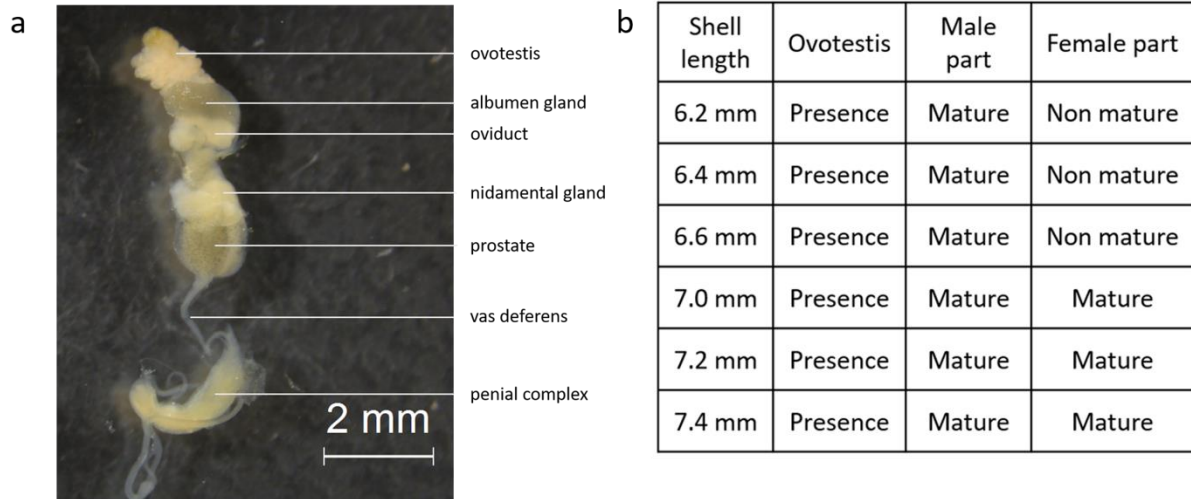 a
ovotestis
albumen gland
oviduct
nidamental gland
prostate
vas deferens
penial complex
2 mm
b
Shell length Ovotestis Male part Female part
6.2 mm Presence Mature Non mature
6.4 mm Presence Mature Non mature
6.6 mm Presence Mature Non mature
7.0 mm Presence Mature Mature
7.2 mm Presence Mature Mature
7.4 mm Presence Mature Mature